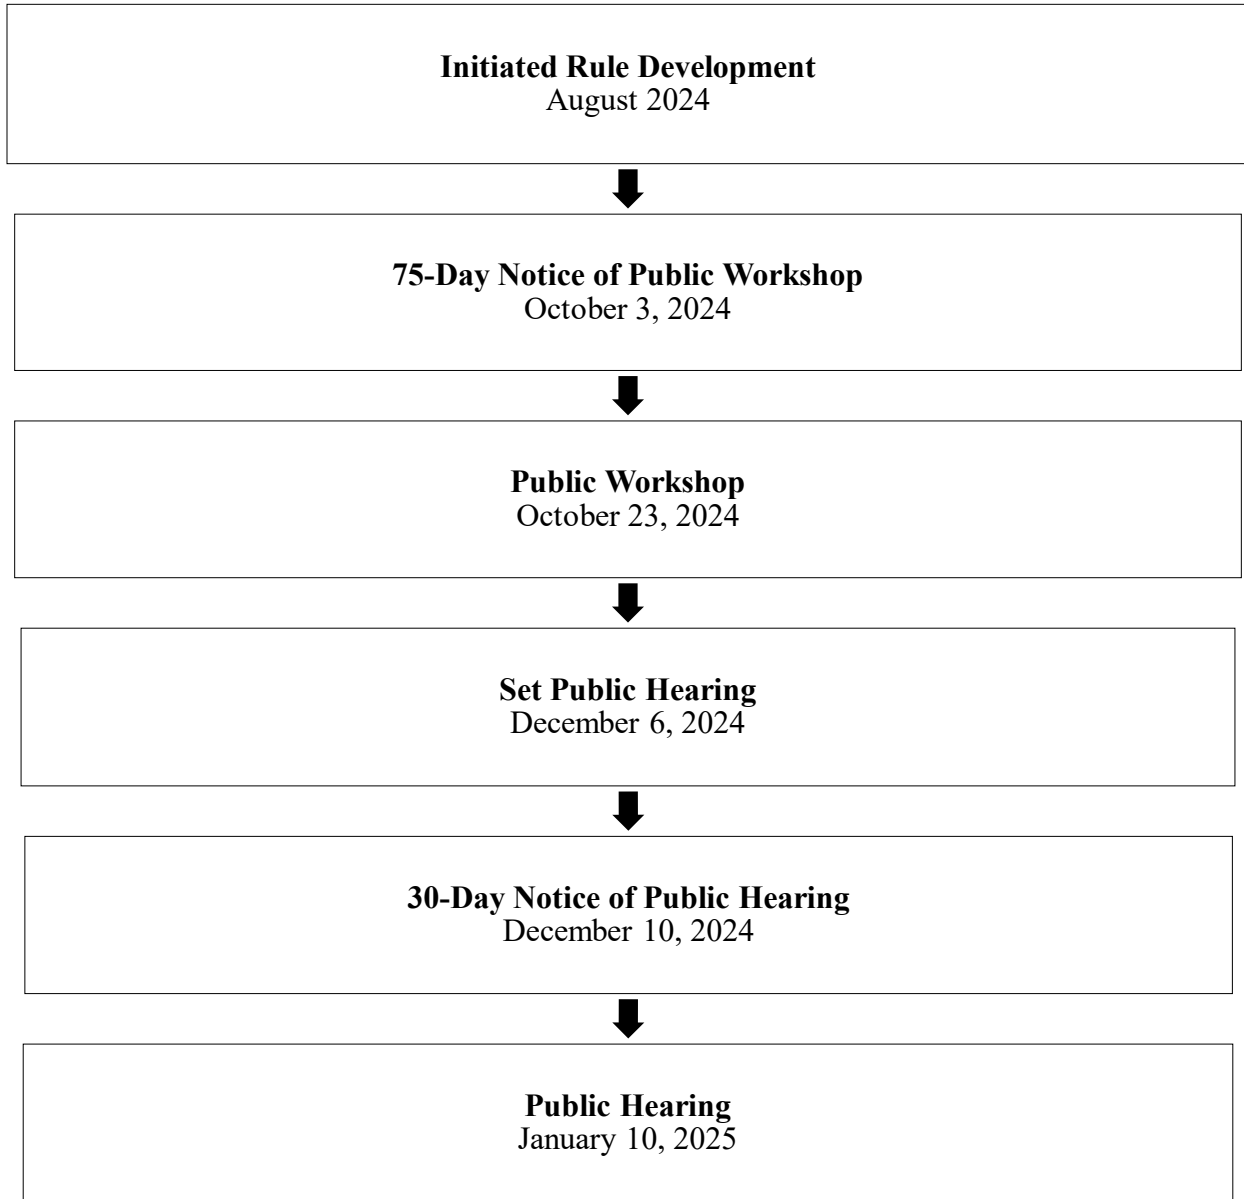 Initiated Rule Development
August 2024
75-Day Notice of Public Workshop
October 3, 2024
Public Workshop
October 23, 2024
Set Public Hearing
December 6, 2024
30-Day Notice of Public Hearing
December 10, 2024
Public Hearing
January 10, 2025